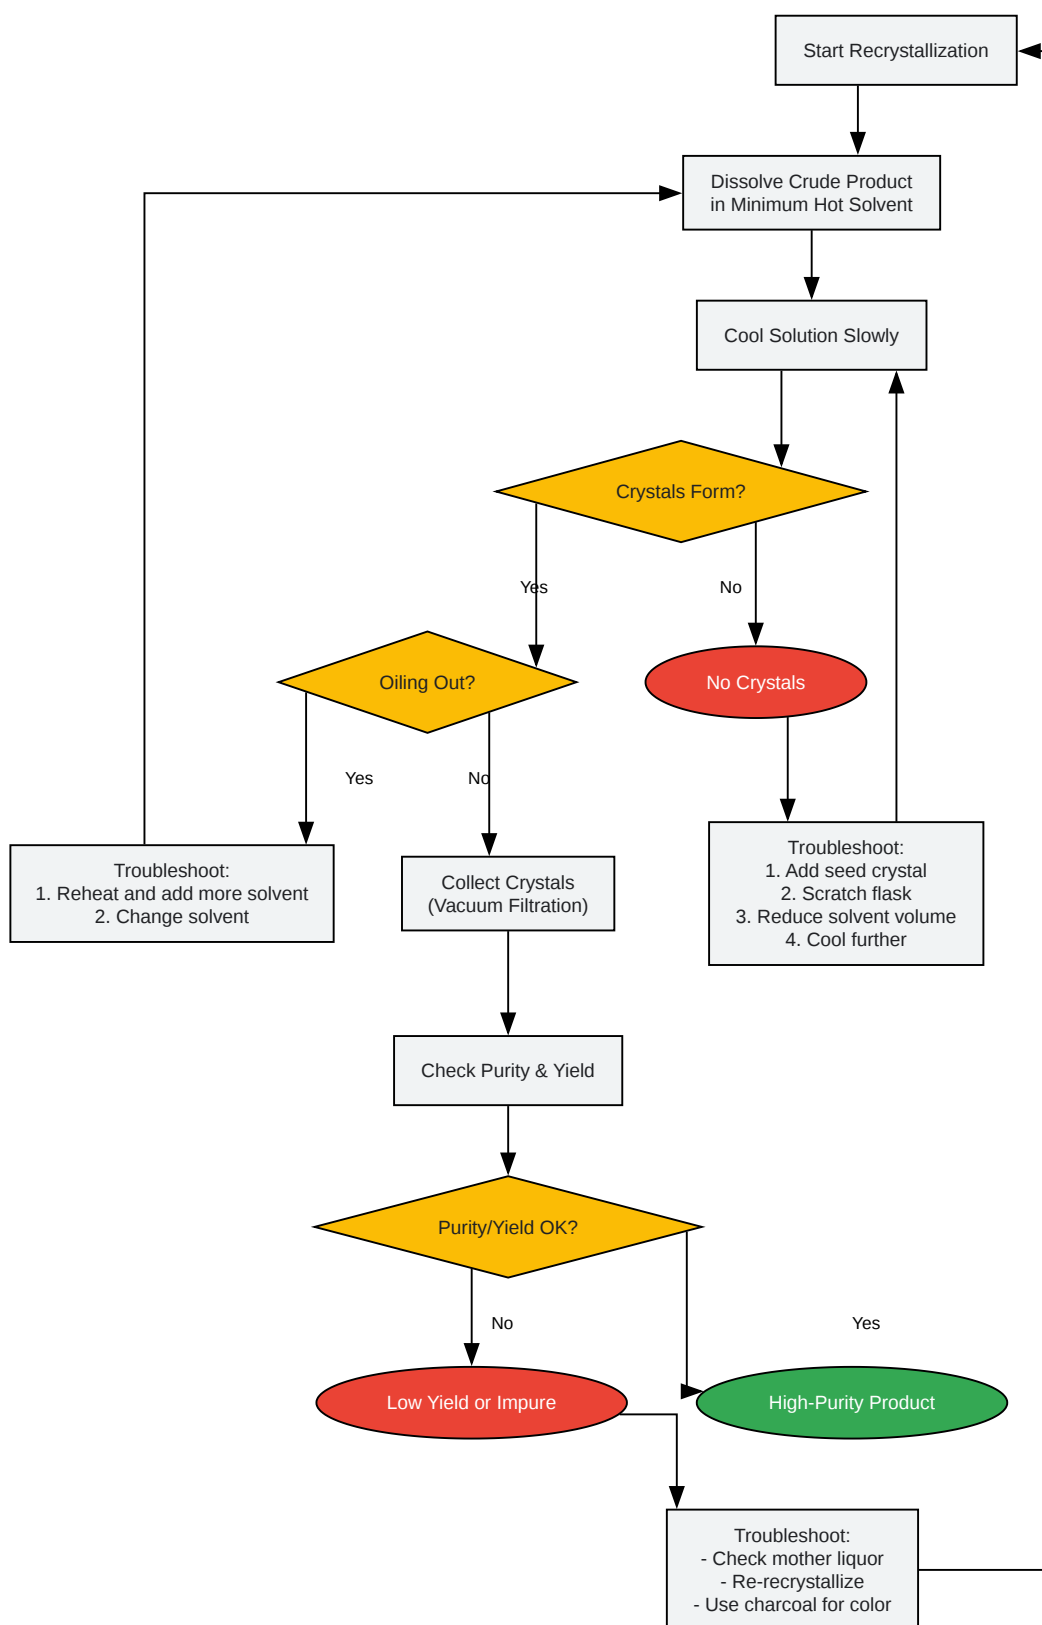 Start Recrystallization
Dissolve Crude Product
in Minimum Hot Solvent
Cool Solution Slowly
Crystals Form?
Yes
No
Oiling Out?
No Crystals
Yes
No
Troubleshoot:
1. Reheat and add more solvent
2. Change solvent
Collect Crystals
(Vacuum Filtration)
Troubleshoot:
1. Add seed crystal
2. Scratch flask
3. Reduce solvent volume
4. Cool further
Check Purity & Yield
Purity/Yield OK?
No
Yes
Low Yield or Impure
High-Purity Product
Troubleshoot:
- Check mother liquor
- Re-recrystallize
- Use charcoal for color